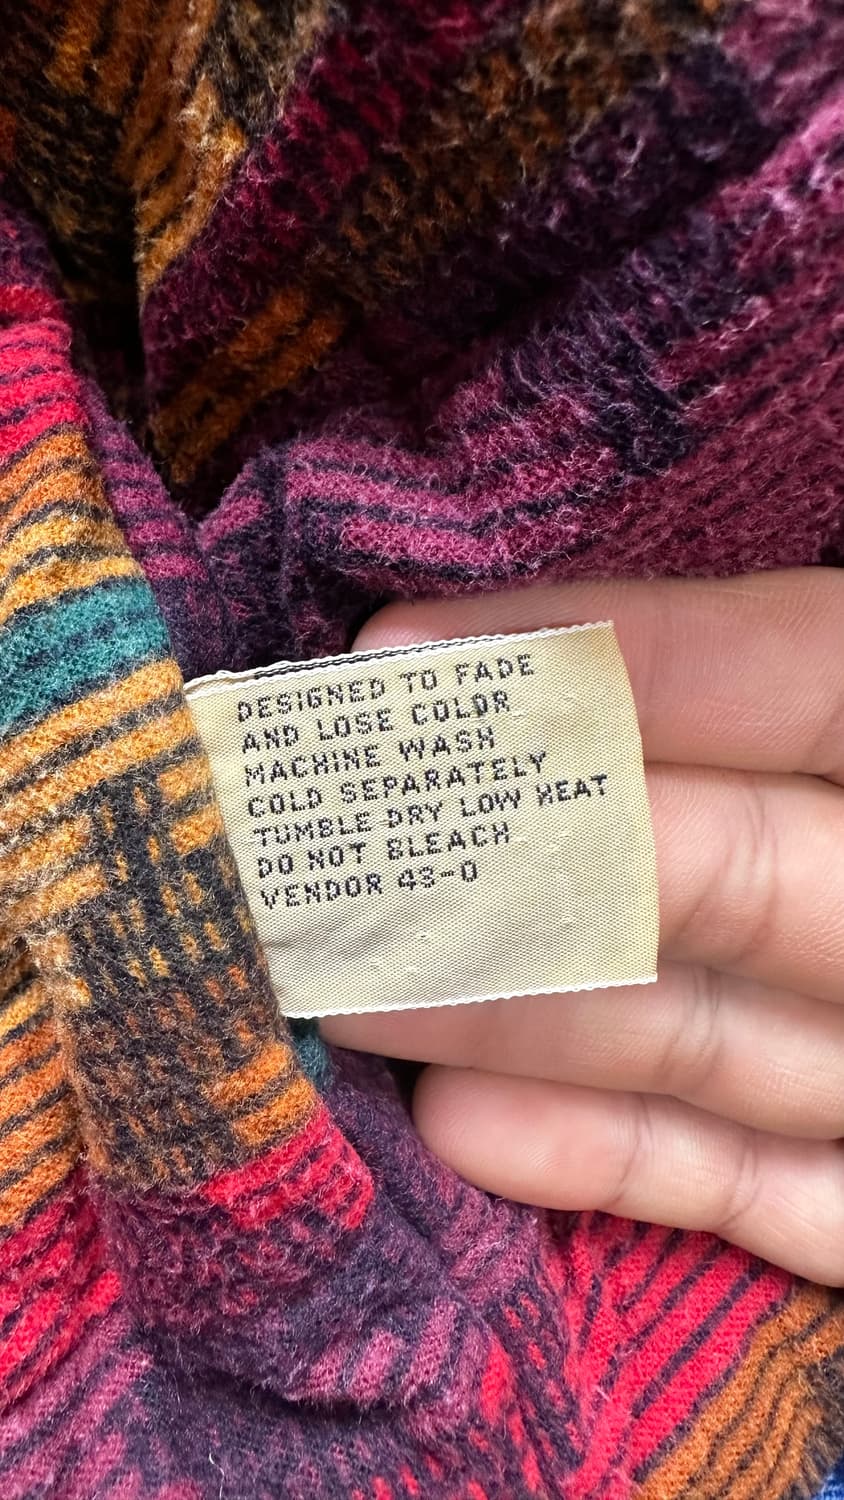 DESIGNED TO FADE
AND LOSE COLOR
MACHINE WASH
COLD SEPARATELY
TUMBLE DRY LOW HEAT
DO NOT BLEACH
VENDOR 43-0